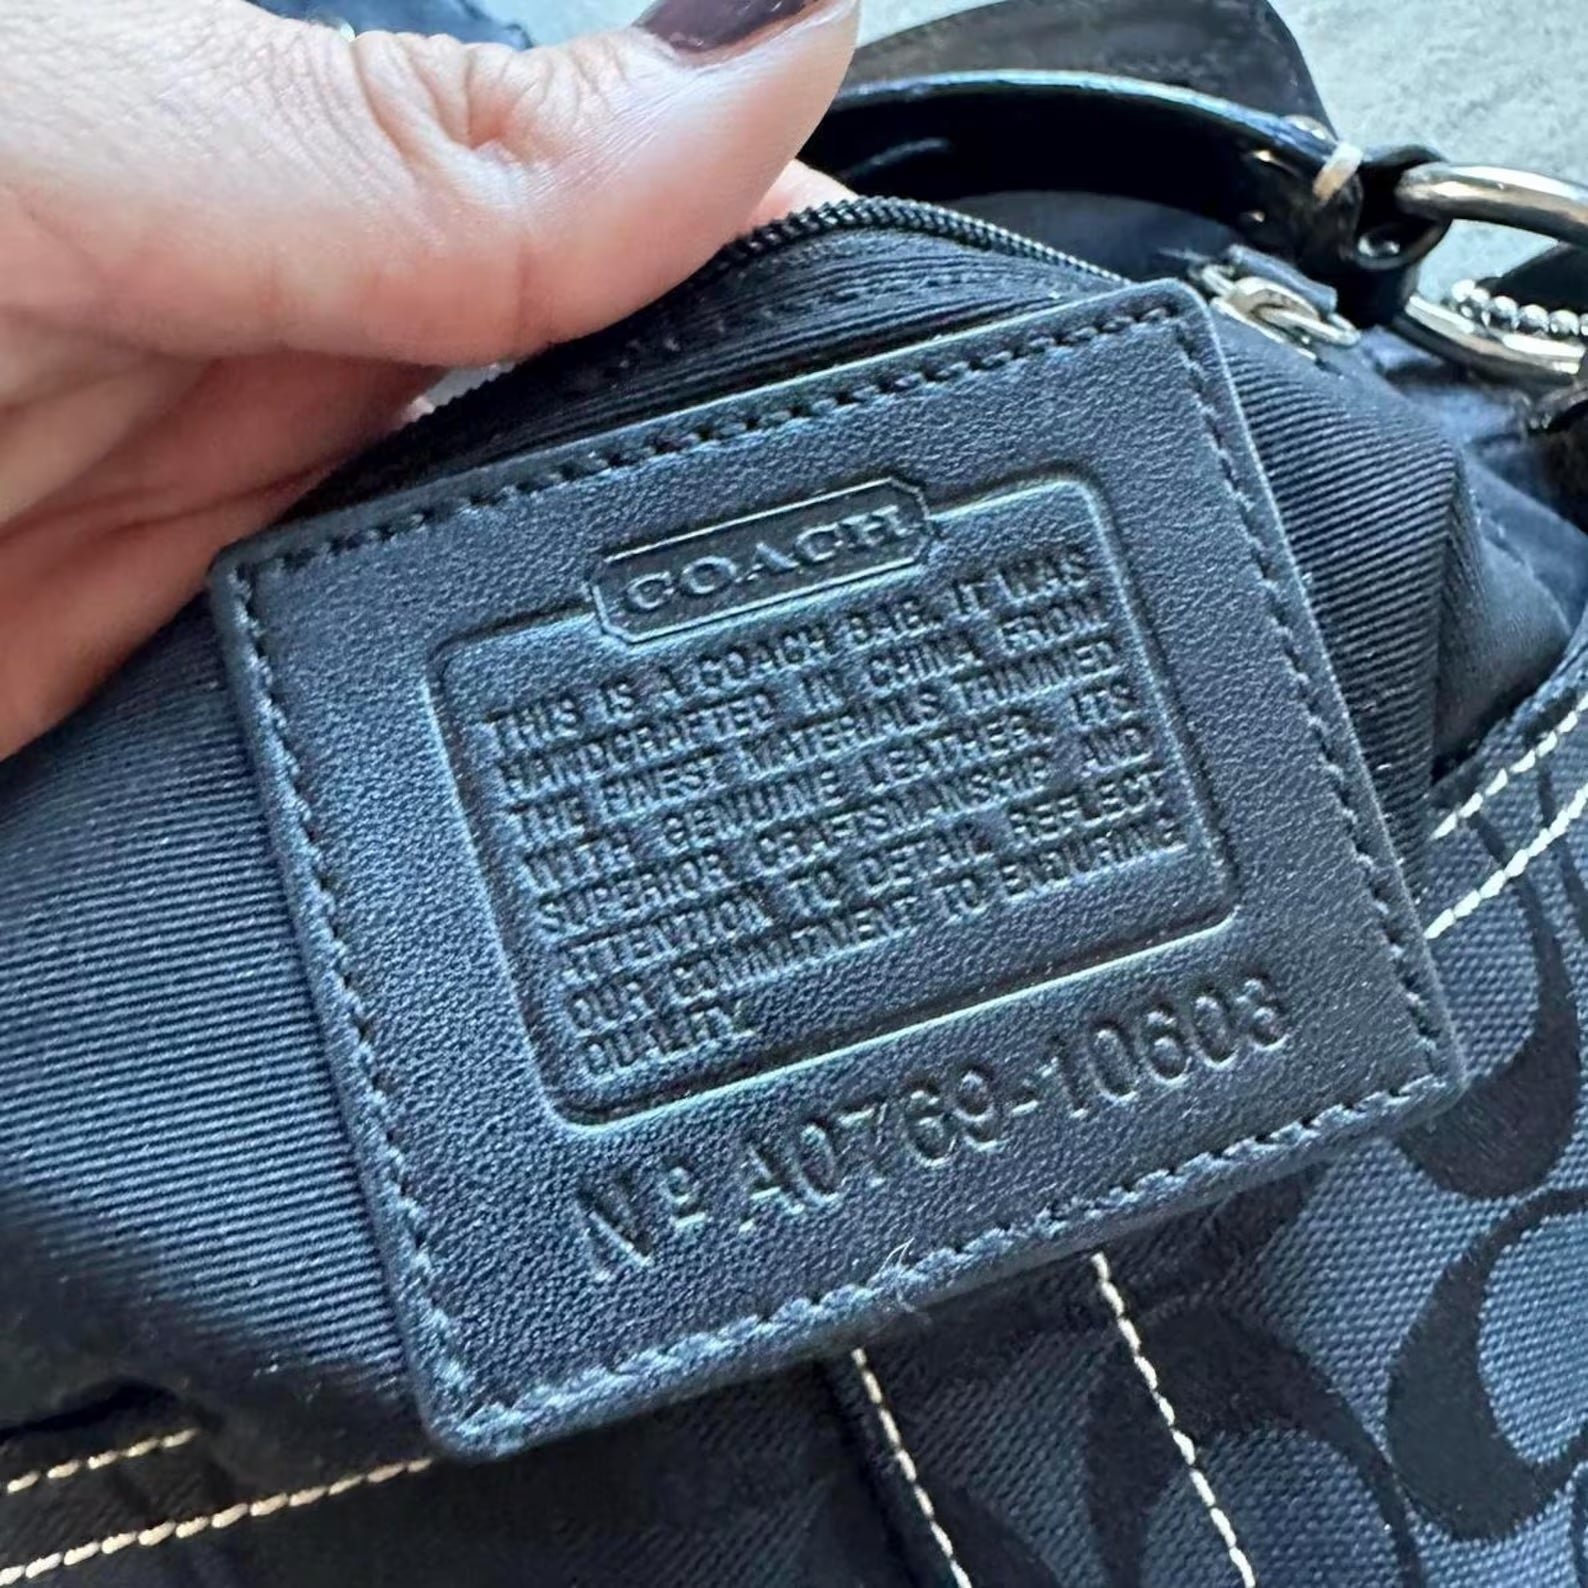 COACH
THIS IS A COACH BAG. IT WAS
HANDCRAFTED IN CHINA FROM
THE FINEST MATERIALS TRIMMED
WITH GENUINE LEATHER. ITS
SUPERIOR CRAFTSMANSHIP AND
ATTENTION TO DETAIL REFLECT
OUR COMMITMENT TO ENDURING
QUALITY.
Nº A0769-10603